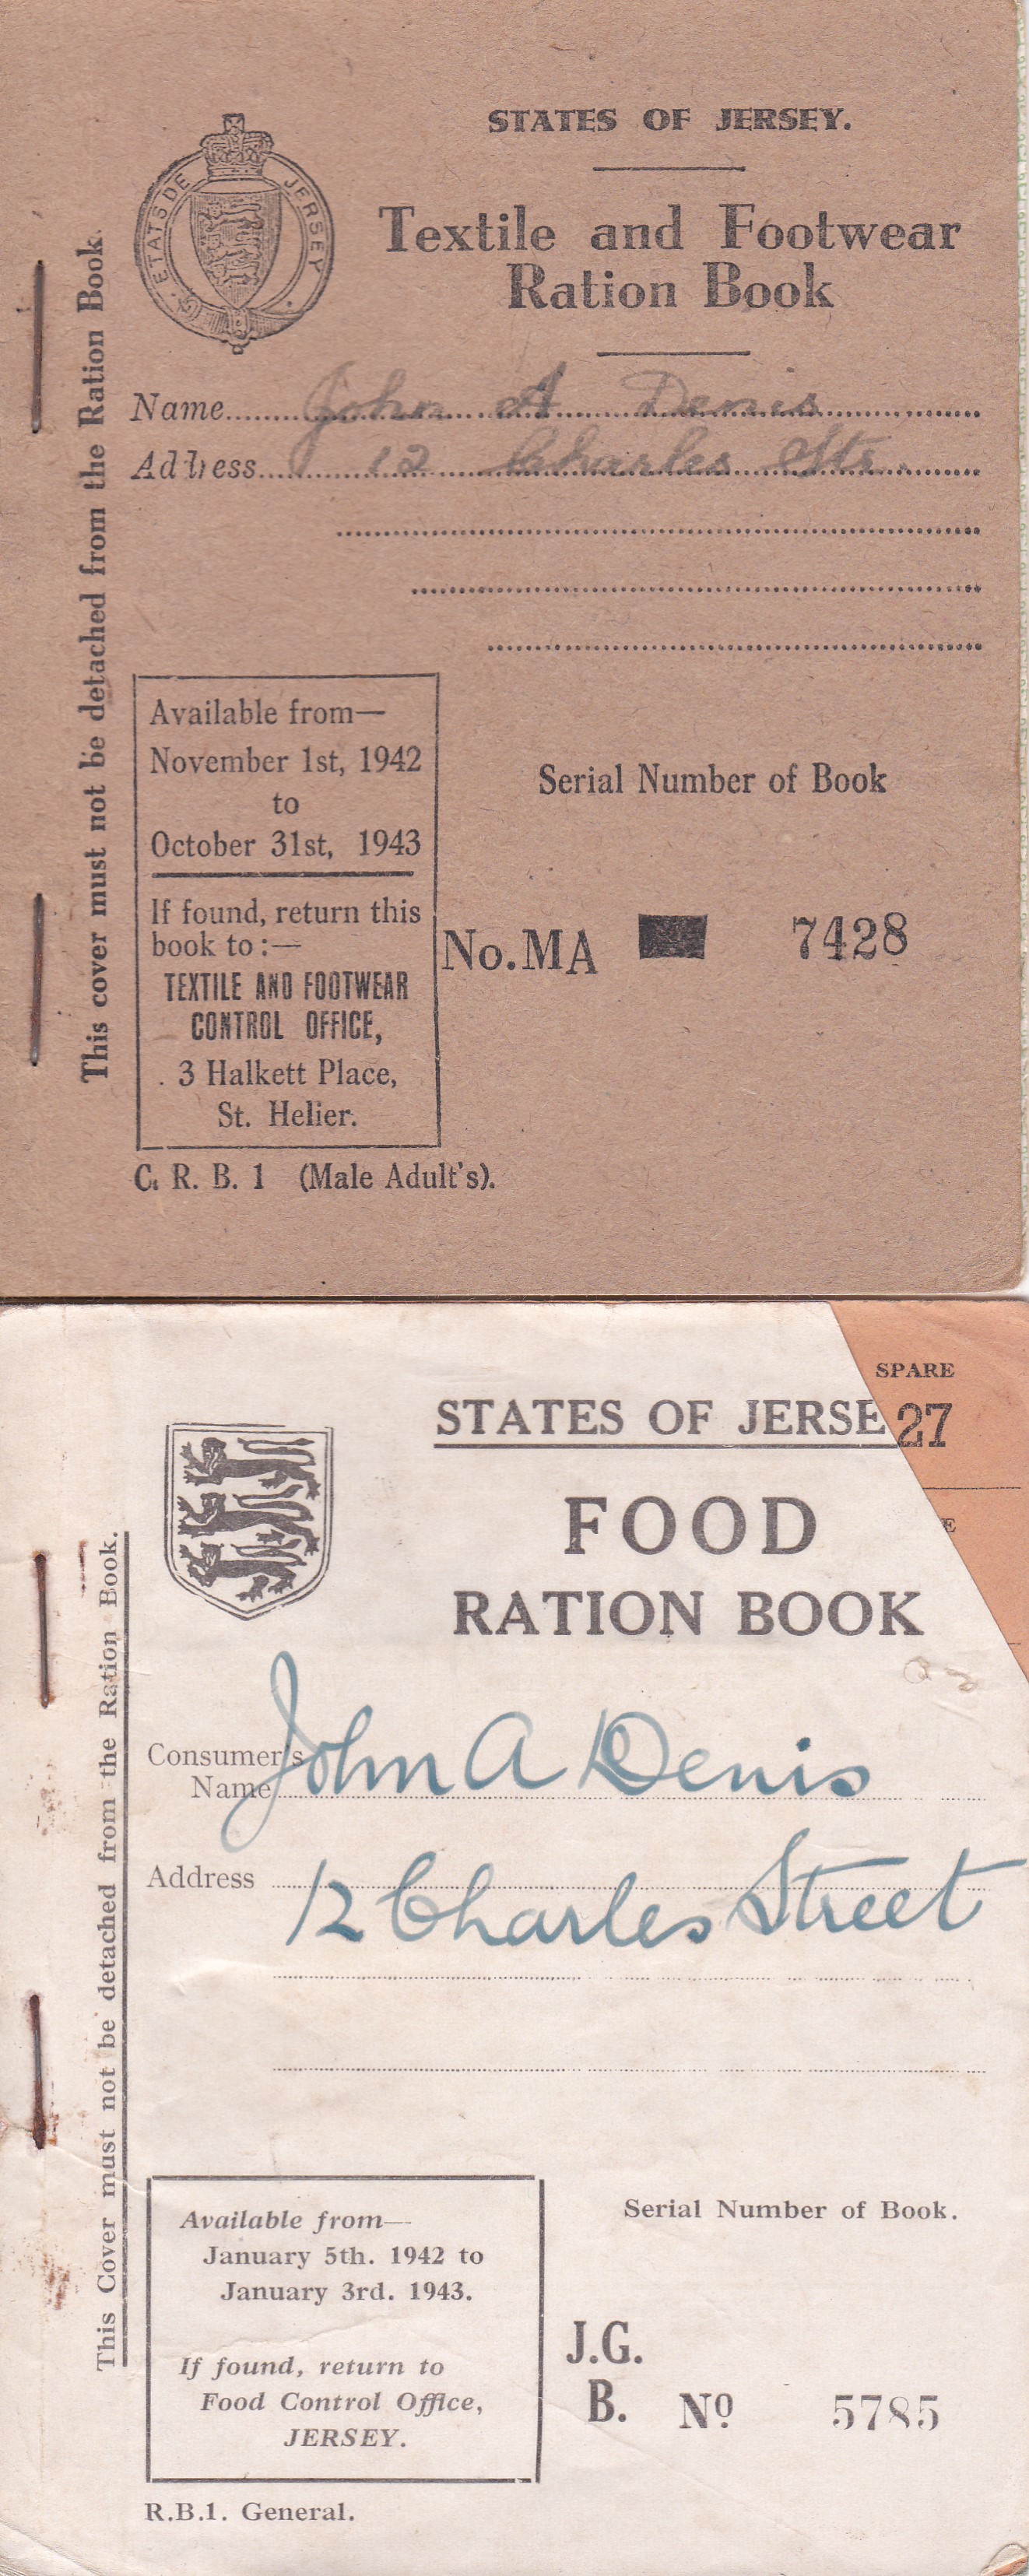 This cover must not be detached from the Ration Book.
ETATS DE JERSEY
STATES OF JERSEY.
Textile and Footwear
Ration Book
Name John A Denis
Address 12 Charles Str.
Available from—
November 1st, 1942
to
October 31st, 1943
If found, return this
book to:—
TEXTILE AND FOOTWEAR
CONTROL OFFICE,
3 Halkett Place,
St. Helier.
Serial Number of Book
No. MA 7428
C. R. B. 1 (Male Adult's).
This Cover must not be detached from the Ration Book.
SPARE
27
E
STATES OF JERSE
FOOD
RATION BOOK
Consumer's
Name John A Denis
Address
12 Charles Street
Available from—
January 5th. 1942 to
January 3rd. 1943.
If found, return to
Food Control Office,
JERSEY.
Serial Number of Book.
J.G.
B. Nº 5785
R.B.1. General.